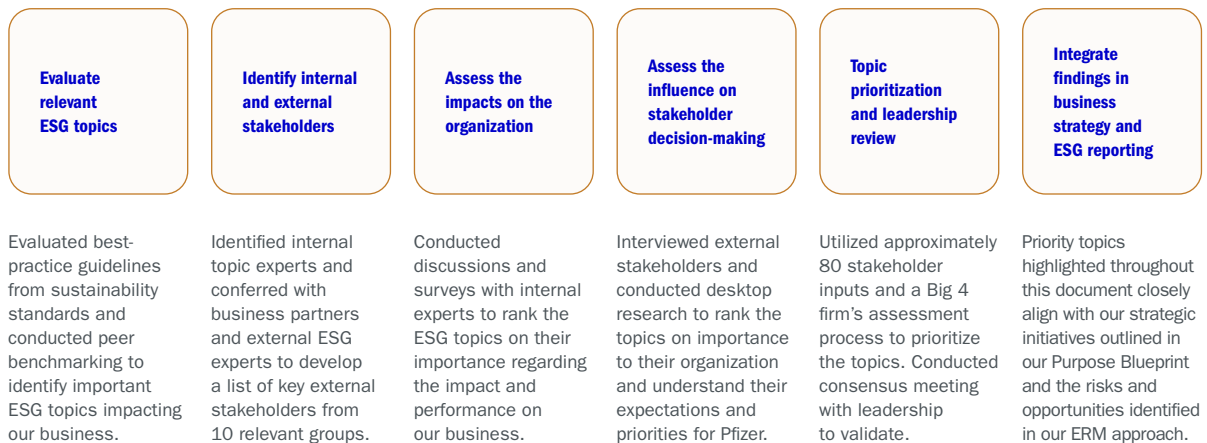 Evaluate
relevant
ESG topics
Identify internal
and external
stakeholders
Assess the
impacts on the
organization
Assess the
influence on
stakeholder
decision-making
Topic
prioritization
and leadership
review
Integrate
findings in
business
strategy and
ESG reporting
Evaluated best-
practice guidelines
from sustainability
standards and
conducted peer
benchmarking to
identify important
ESG topics impacting
our business.
Identified internal
topic experts and
conferred with
business partners
and external ESG
experts to develop
a list of key external
stakeholders from
10 relevant groups.
Conducted
discussions and
surveys with internal
experts to rank the
ESG topics on their
importance regarding
the impact and
performance on
our business.
Interviewed external
stakeholders and
conducted desktop
research to rank the
topics on importance
to their organization
and understand their
expectations and
priorities for Pfizer.
Utilized approximately
80 stakeholder
inputs and a Big 4
firm’s assessment
process to prioritize
the topics. Conducted
consensus meeting
with leadership
to validate.
Priority topics
highlighted throughout
this document closely
align with our strategic
initiatives outlined in
our Purpose Blueprint
and the risks and
opportunities identified
in our ERM approach.